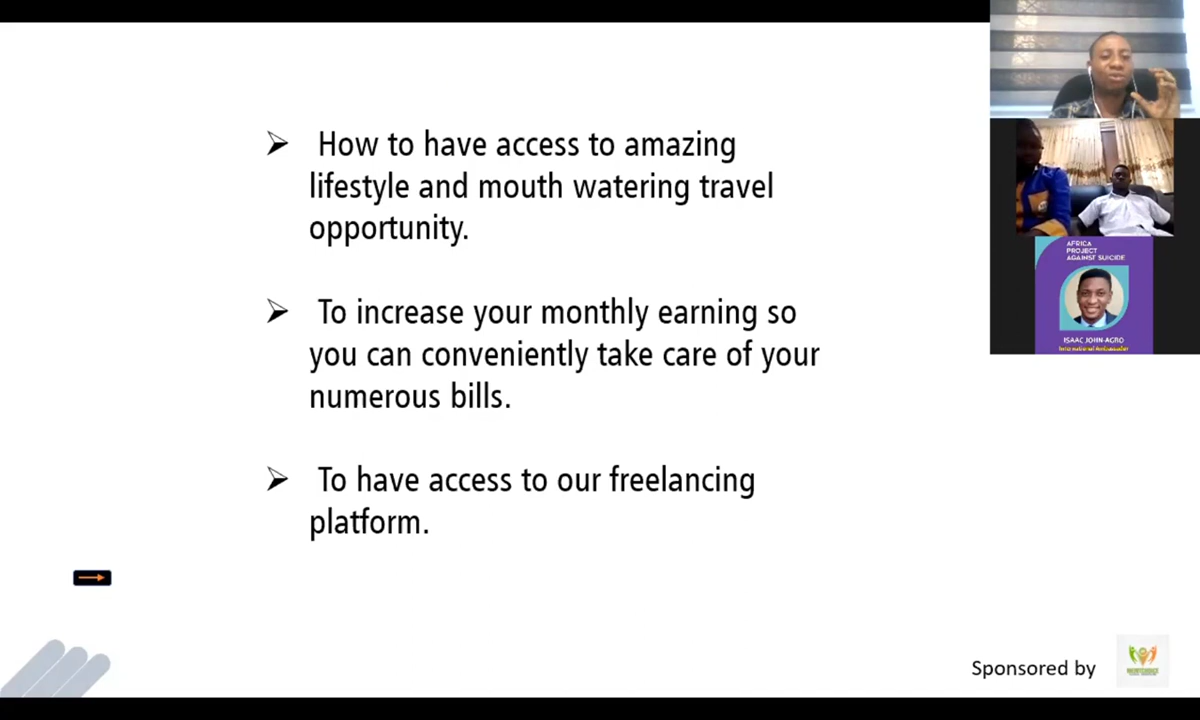 ➢ How to have access to amazing
lifestyle and mouth watering travel
opportunity.
➢ To increase your monthly earning so
you can conveniently take care of your
numerous bills.
➢ To have access to our freelancing
platform.
AFRICA
PROJECT
AGAINST SUICIDE
ISAAC JOHN-AGBO
International Ambassador
Sponsored by